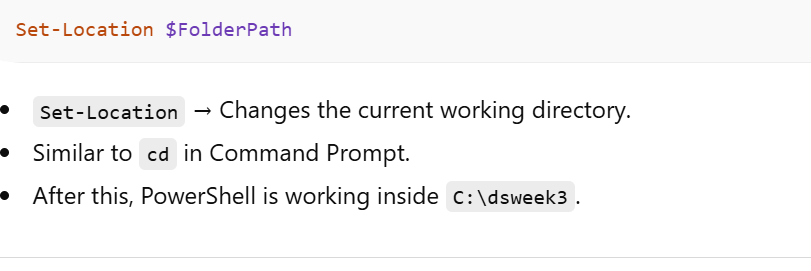 Set-Location $FolderPath
• Set-Location → Changes the current working directory.
• Similar to cd in Command Prompt.
• After this, PowerShell is working inside C:\dsweek3.